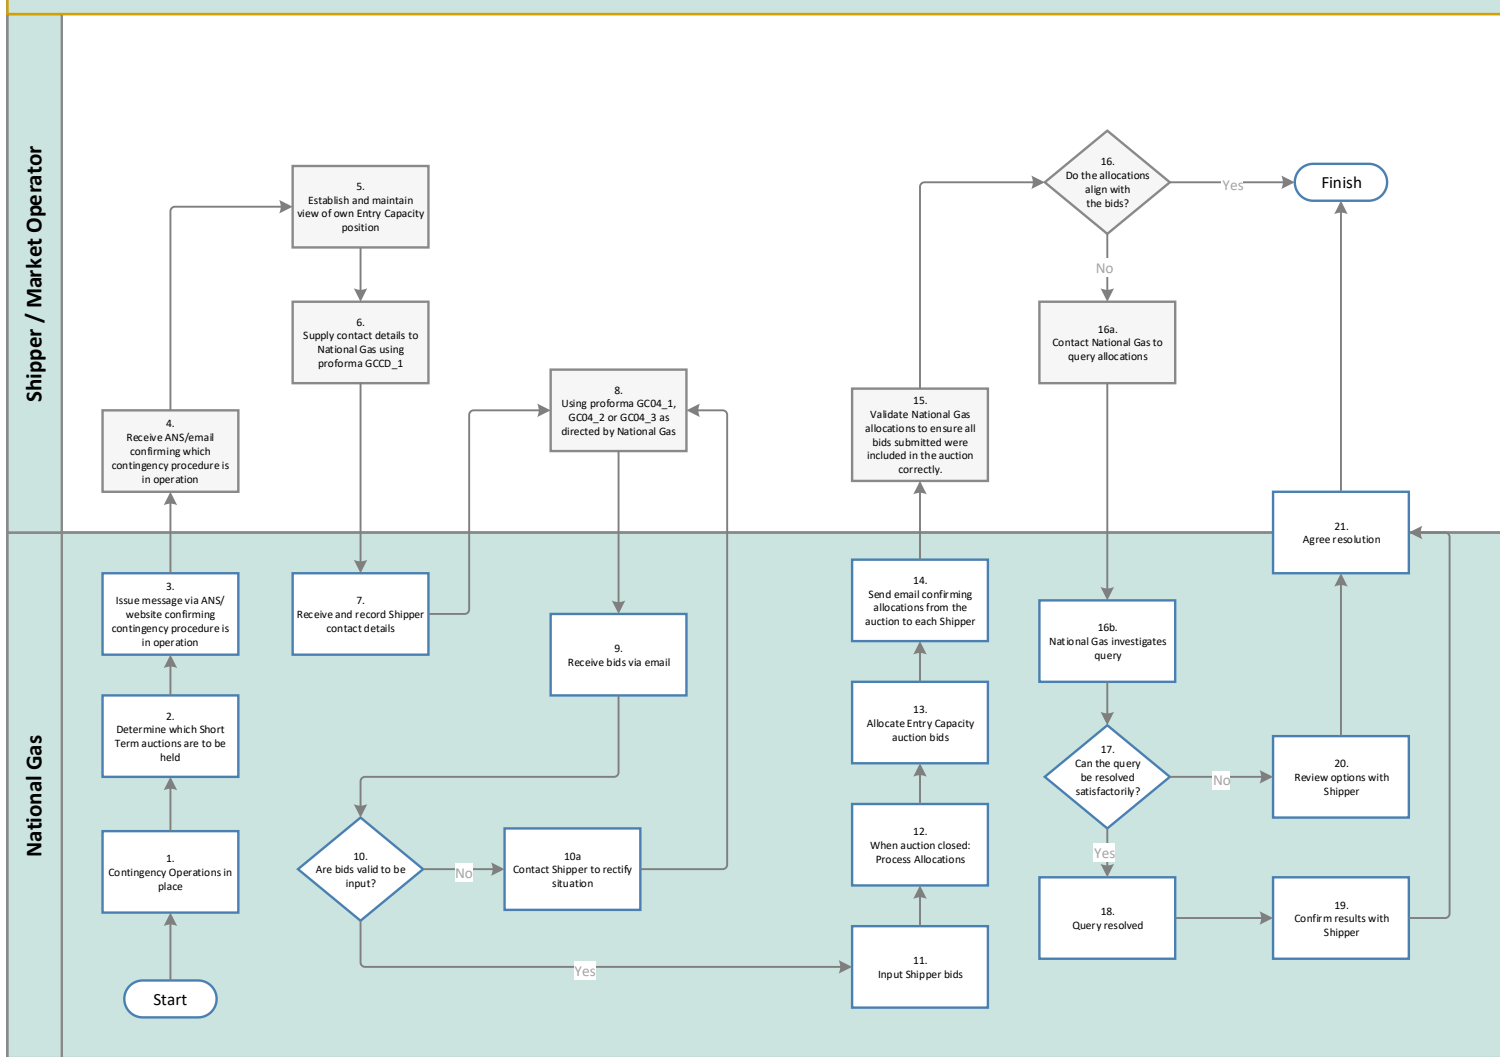 Shipper / Market Operator
National Gas
Start
1.
Contingency Operations in
place
2.
Determine which Short
Term auctions are to be
held
3.
Issue message via ANS/
website confirming
contingency procedure is
in operation
4.
Receive ANS/email
confirming which
contingency procedure is
in operation
5.
Establish and maintain
view of own Entry Capacity
position
6.
Supply contact details to
National Gas using
proforma GCCD_1
7.
Receive and record Shipper
contact details
8.
Using proforma GC04_1,
GC04_2 or GC04_3 as
directed by National Gas
9.
Receive bids via email
10.
Are bids valid to be
input?
No
10a
Contact Shipper to rectify
situation
Yes
11.
Input Shipper bids
12.
When auction closed:
Process Allocations
13.
Allocate Entry Capacity
auction bids
14.
Send email confirming
allocations from the
auction to each Shipper
15.
Validate National Gas
allocations to ensure all
bids submitted were
included in the auction
correctly.
16.
Do the allocations
align with
the bids?
Yes
Finish
No
16a.
Contact National Gas to
query allocations
16b.
National Gas investigates
query
17.
Can the query
be resolved
satisfactorily?
No
Yes
18.
Query resolved
19.
Confirm results with
Shipper
20.
Review options with
Shipper
21.
Agree resolution